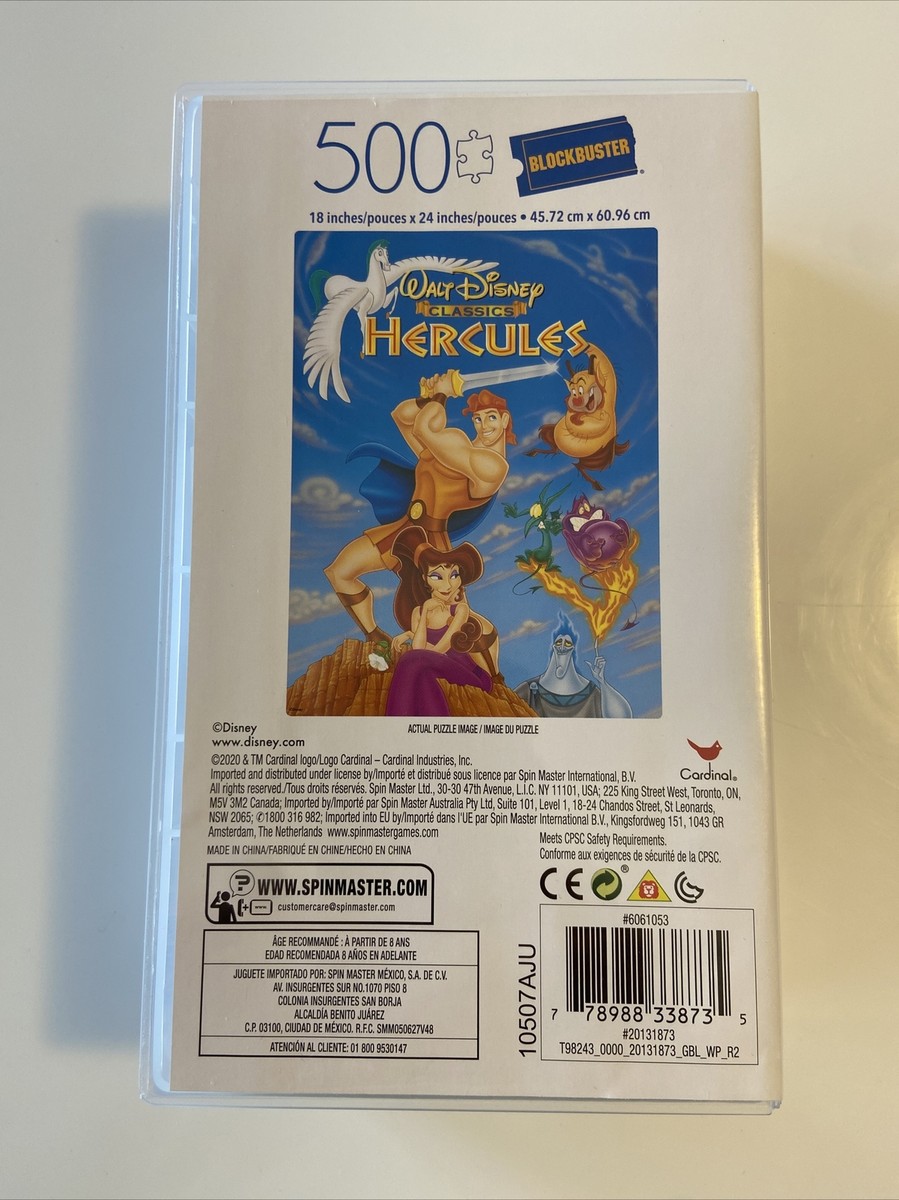 500
BLOCKBUSTER
18 inches/pouces x 24 inches/pouces • 45.72 cm x 60.96 cm
WALT DISNEY
CLASSICS
HERCULES
©Disney
ACTUAL PUZZLE IMAGE / IMAGE DU PUZZLE
www.disney.com
©2020 & TM Cardinal logo/Logo Cardinal – Cardinal Industries, Inc.
Imported and distributed under license by/Importé et distribué sous licence par Spin Master International, B.V.
Cardinal®
All rights reserved./Tous droits réservés. Spin Master Ltd., 30-30 47th Avenue, L.I.C. NY 11101, USA; 225 King Street West, Toronto, ON,
M5V 3M2 Canada; Imported by/Importé par Spin Master Australia Pty Ltd, Suite 101, Level 1, 18-24 Chandos Street, St Leonards,
NSW 2065; ✆1800 316 982; Imported into EU by/Importé dans l'UE par Spin Master International B.V., Kingsfordweg 151, 1043 GR
Amsterdam, The Netherlands www.spinmastergames.com
Meets CPSC Safety Requirements.
MADE IN CHINA/FABRIQUÉ EN CHINE/HECHO EN CHINA
Conforme aux exigences de sécurité de la CPSC.
WWW.SPINMASTER.COM
customercare@spinmaster.com
CE
ÂGE RECOMMANDÉ : À PARTIR DE 8 ANS
EDAD RECOMENDADA 8 AÑOS EN ADELANTE
JUGUETE IMPORTADO POR: SPIN MASTER MÉXICO, S.A. DE C.V.
AV. INSURGENTES SUR NO.1070 PISO 8
COLONIA INSURGENTES SAN BORJA
ALCALDÍA BENITO JUÁREZ
C.P. 03100, CIUDAD DE MÉXICO. R.F.C. SMM050627V48
ATENCIÓN AL CLIENTE: 01 800 9530147
10507AJU
#6061053
7 78988 33873 5
#20131873
T98243_0000_20131873_GBL_WP_R2